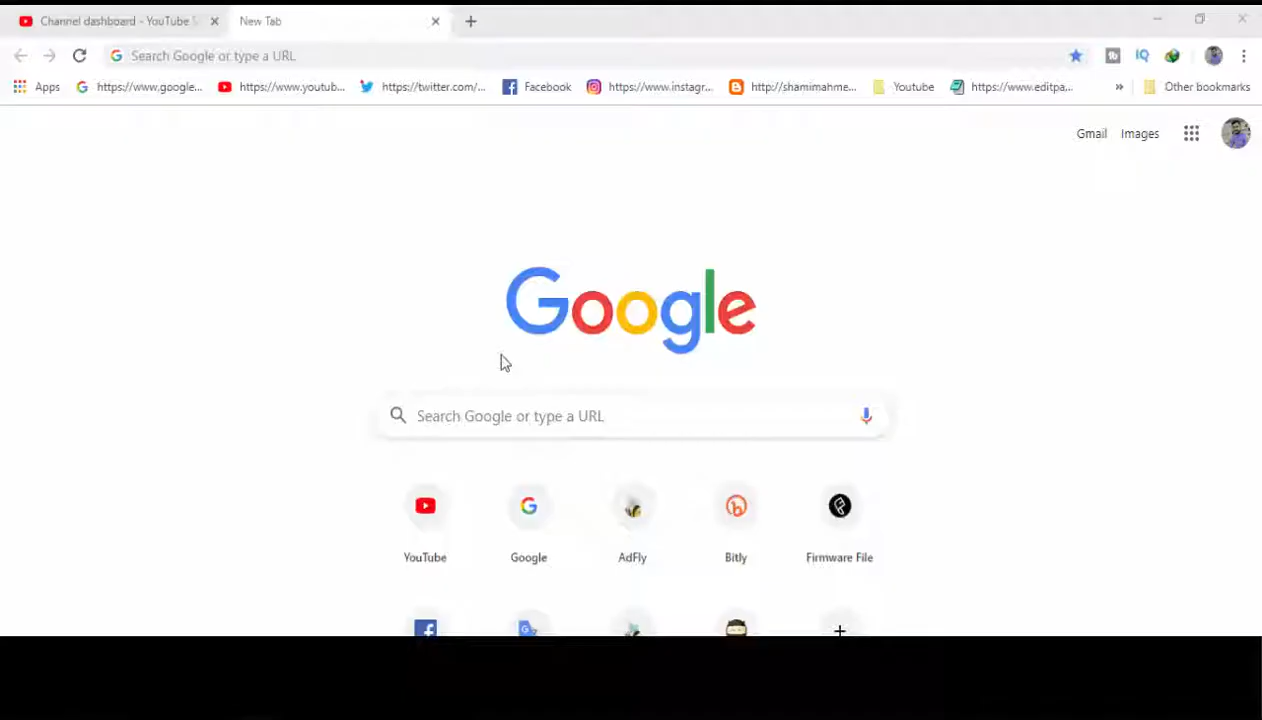 Channel dashboard - YouTube S
New Tab
Search Google or type a URL
Apps
https://www.google...
https://www.youtub...
https://twitter.com/...
Facebook
https://www.instagr...
http://shamimahme...
Youtube
https://www.editpa...
»
Other bookmarks
Gmail
Images
Google
Search Google or type a URL
YouTube
Google
AdFly
Bitly
Firmware File